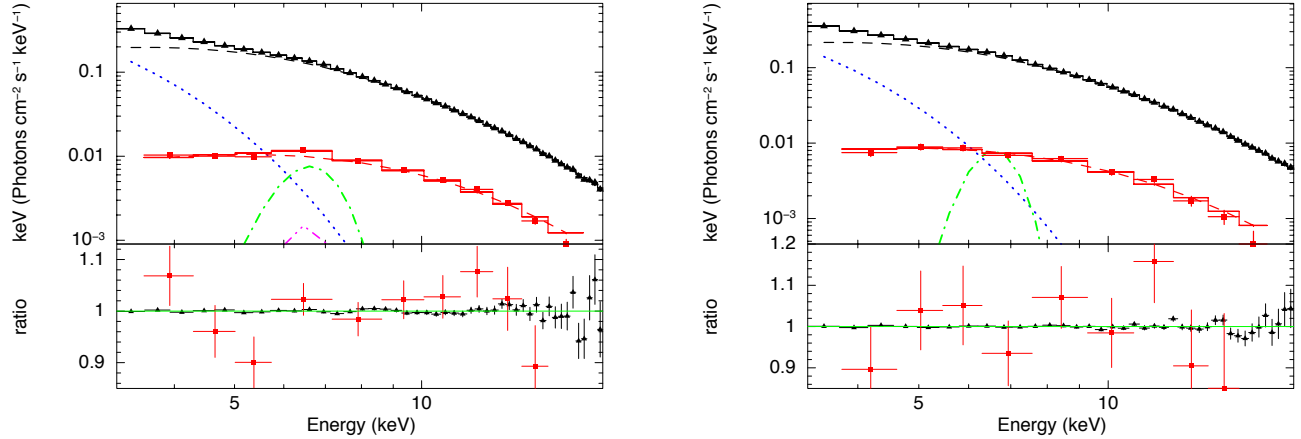 keV (Photons cm⁻² s⁻¹ keV⁻¹)
0.1
0.01
10⁻³
ratio
1.1
1
0.9
5
10
Energy (keV)
keV (Photons cm⁻² s⁻¹ keV⁻¹)
0.1
0.01
10⁻³
ratio
1.2
1.1
1
0.9
5
10
Energy (keV)